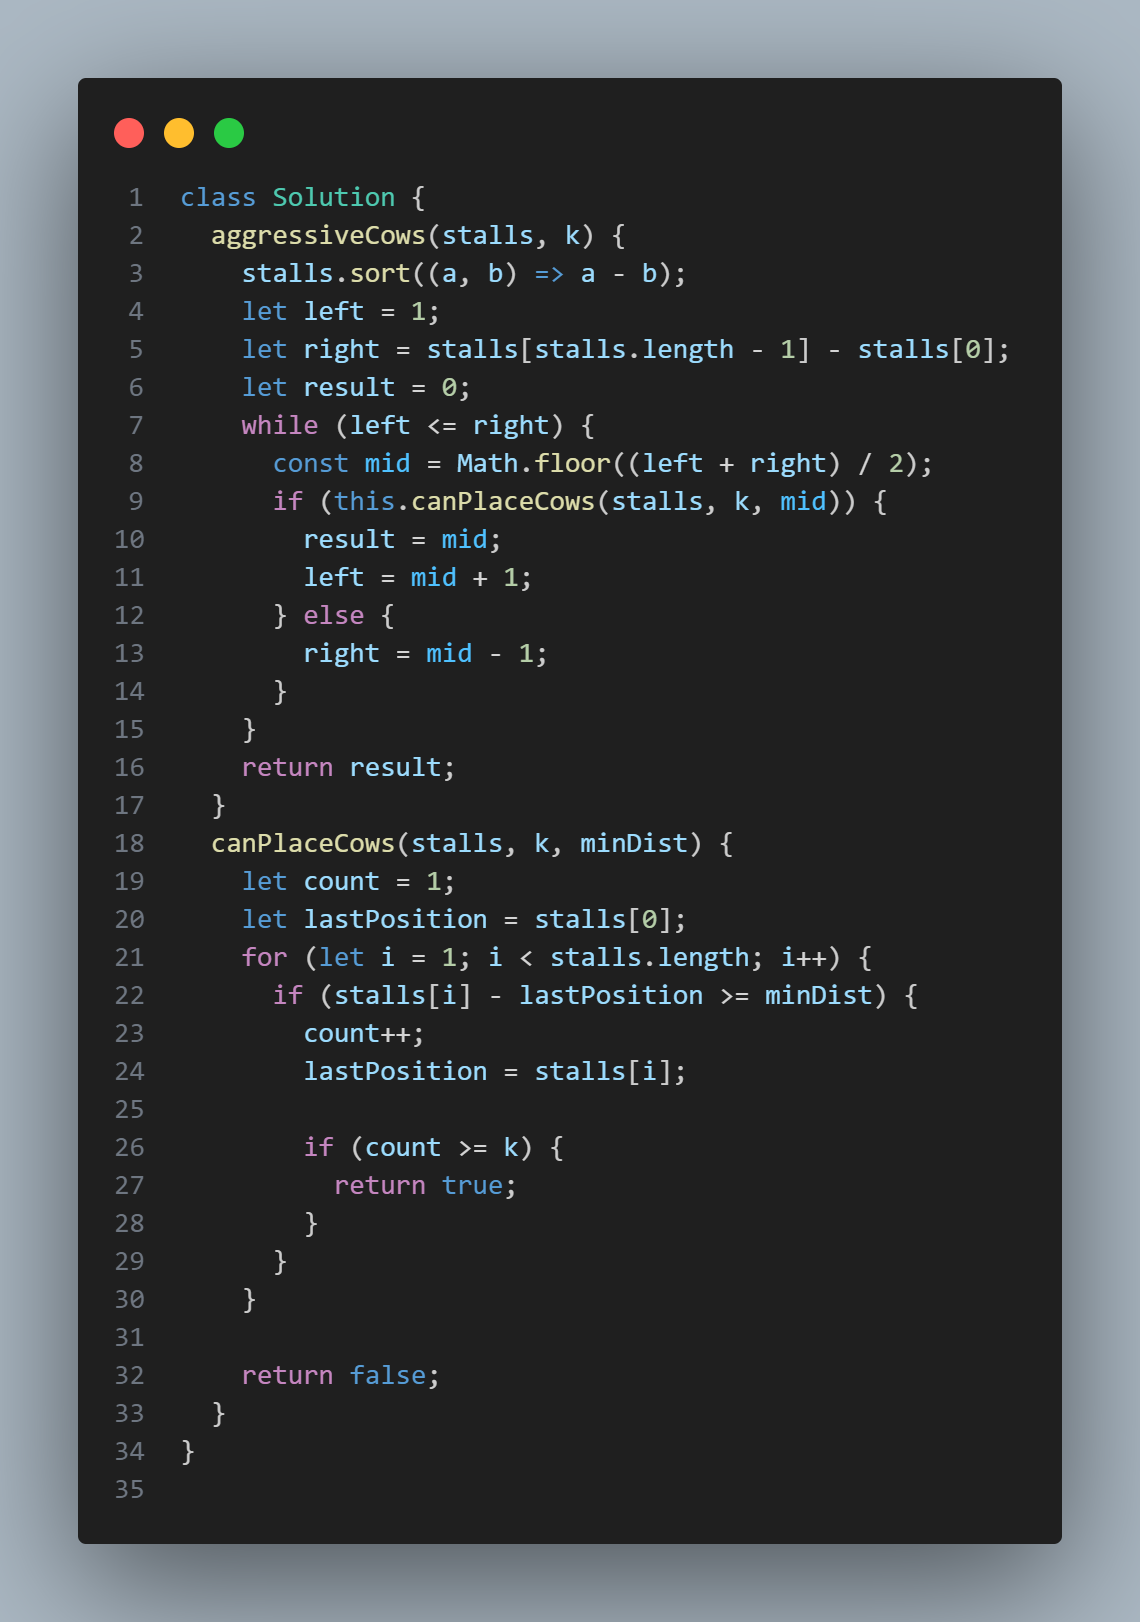 1 class Solution {
2   aggressiveCows(stalls, k) {
3     stalls.sort((a, b) => a - b);
4     let left = 1;
5     let right = stalls[stalls.length - 1] - stalls[0];
6     let result = 0;
7     while (left <= right) {
8       const mid = Math.floor((left + right) / 2);
9       if (this.canPlaceCows(stalls, k, mid)) {
10         result = mid;
11         left = mid + 1;
12       } else {
13         right = mid - 1;
14       }
15     }
16     return result;
17   }
18   canPlaceCows(stalls, k, minDist) {
19     let count = 1;
20     let lastPosition = stalls[0];
21     for (let i = 1; i < stalls.length; i++) {
22       if (stalls[i] - lastPosition >= minDist) {
23         count++;
24         lastPosition = stalls[i];
25
26         if (count >= k) {
27           return true;
28         }
29       }
30     }
31
32     return false;
33   }
34 }
35